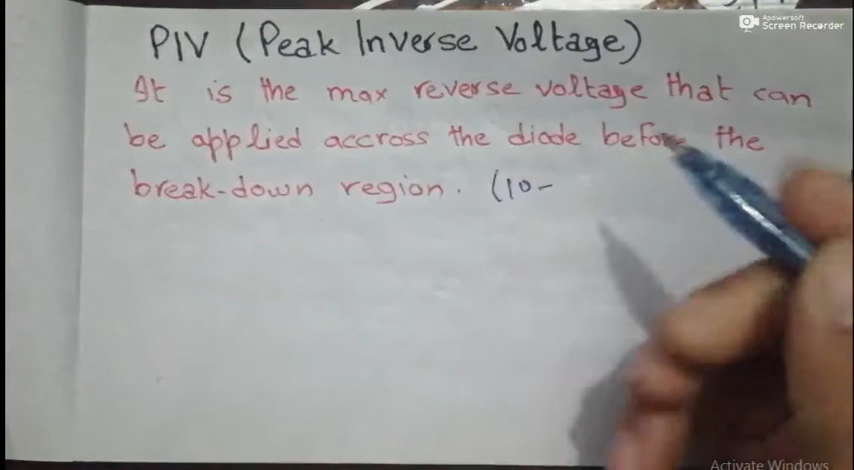 Apowersoft
Screen Recorder
PIV (Peak Inverse Voltage)
It is the max reverse voltage that can
be applied accross the diode before the
break-down region. (10-
Activate Windows